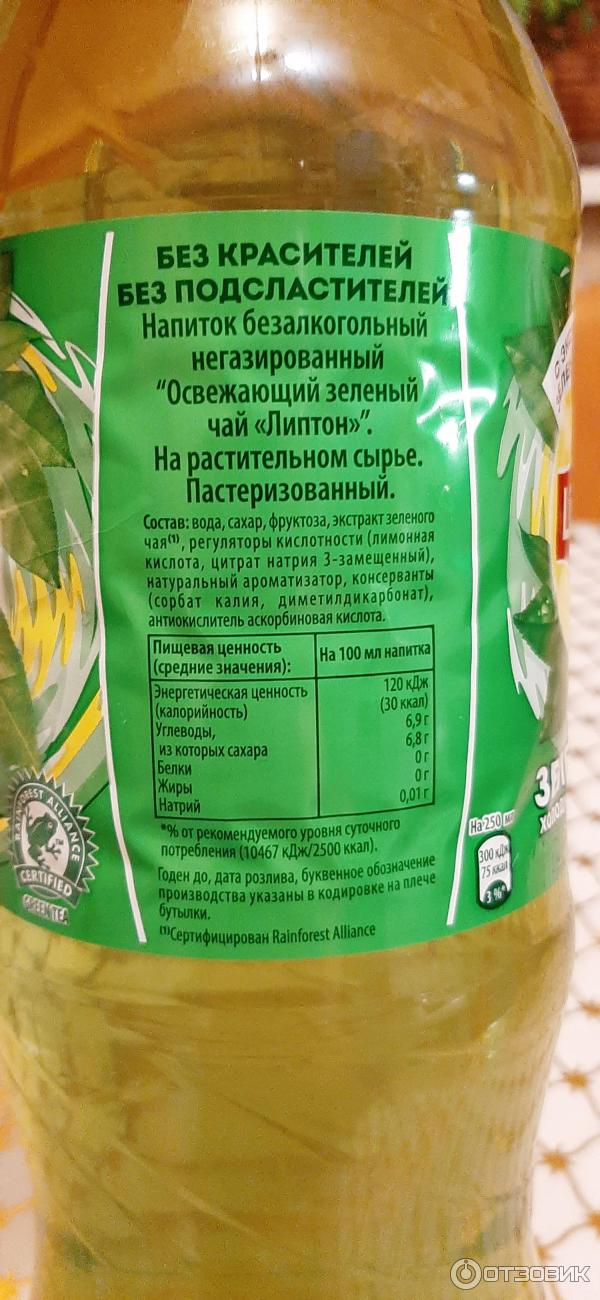 БЕЗ КРАСИТЕЛЕЙ
БЕЗ ПОДСЛАСТИТЕЛЕЙ
Напиток безалкогольный
негазированный
“Освежающий зеленый
чай «Липтон»”.
На растительном сырье.
Пастеризованный.
Состав: вода, сахар, фруктоза, экстракт зеленого
чая⁽¹⁾, регуляторы кислотности (лимонная
кислота, цитрат натрия 3-замещенный),
натуральный ароматизатор, консерванты
(сорбат калия, диметилдикарбонат),
антиокислитель аскорбиновая кислота.
Пищевая ценность
(средние значения):
На 100 мл напитка
Энергетическая ценность 120 кДж
(калорийность) (30 ккал)
Углеводы, 6,9 г
из которых сахара 6,8 г
Белки 0 г
Жиры 0 г
Натрий 0,01 г
*% от рекомендуемого уровня суточного
потребления (10467 кДж/2500 ккал).
Годен до, дата розлива, буквенное обозначение
производства указаны в кодировке на плече
бутылки.
⁽¹⁾Сертифицирован Rainforest Alliance
RAINFOREST ALLIANCE
CERTIFIED
GREEN TEA
На 250 мл
300 кДж
75 ккал
3 %*
ОТЗОВИК